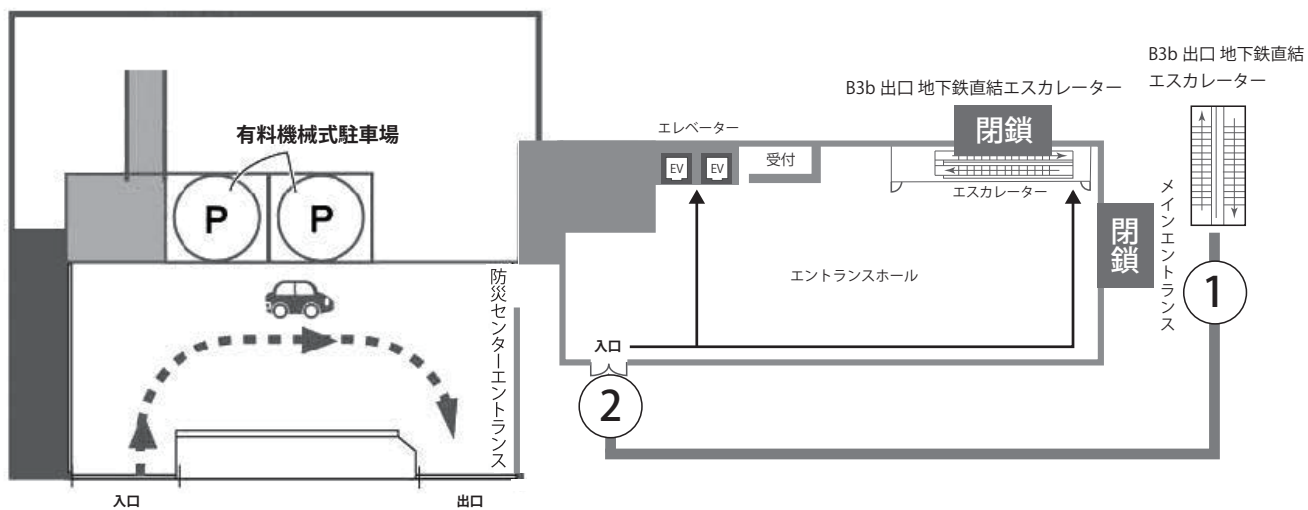 有料機械式駐車場
P
P
防災センターエントランス
入口
出口
エレベーター
EV
EV
受付
B3b 出口 地下鉄直結エスカレーター
閉鎖
エスカレーター
エントランスホール
入口
閉鎖
メインエントランス
B3b 出口 地下鉄直結
エスカレーター
1
2